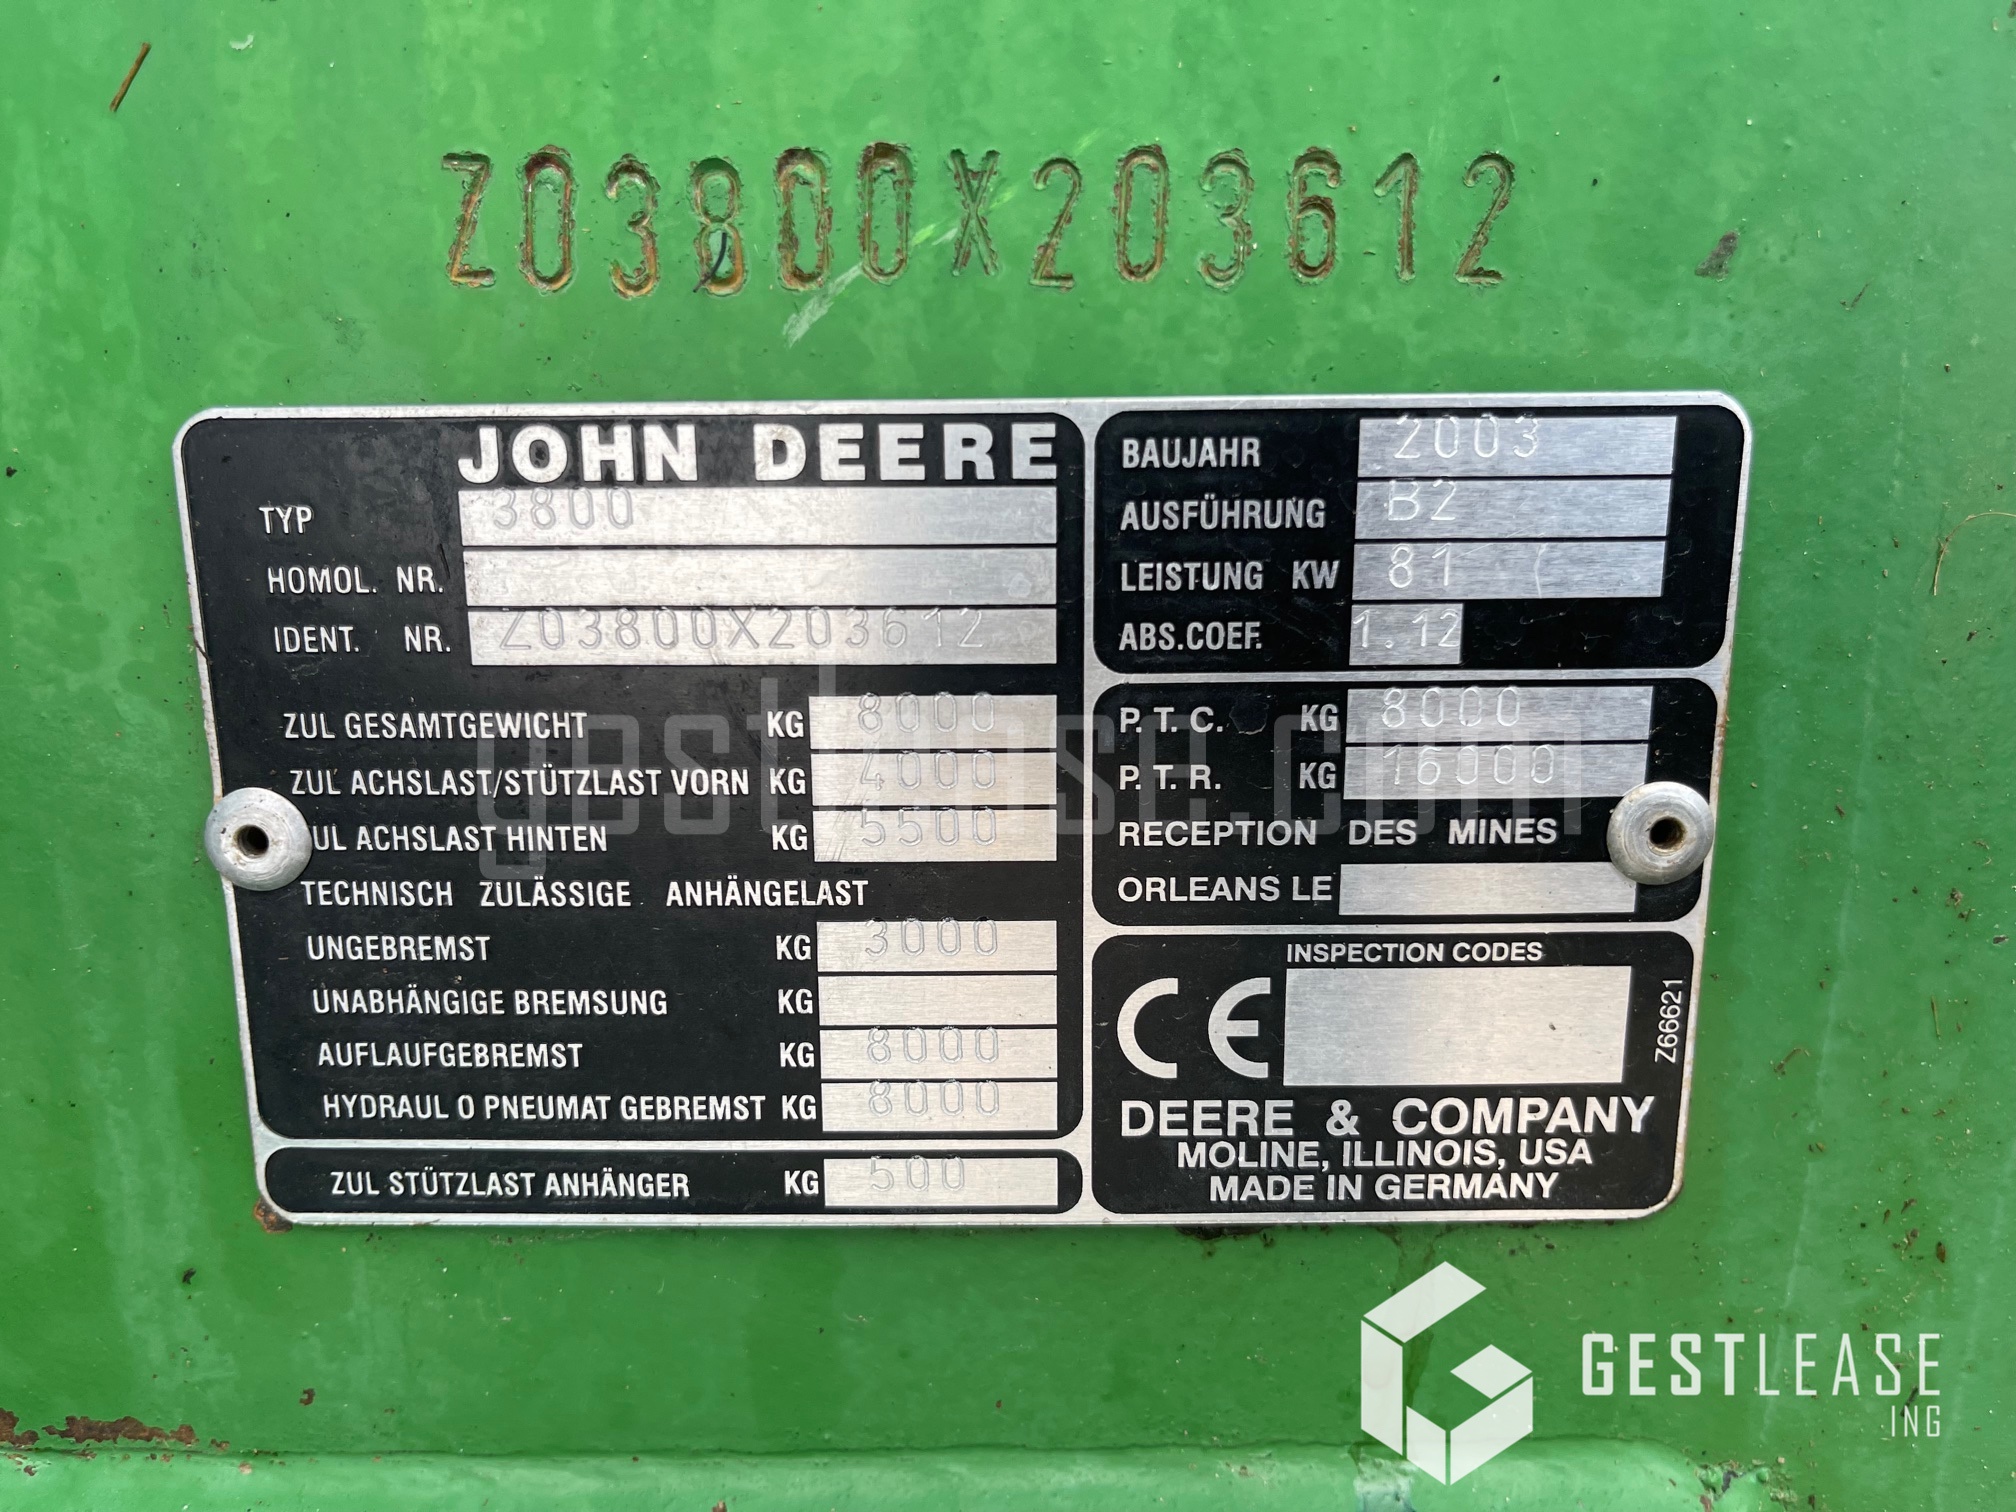 Z03800X203612
JOHN DEERE
TYP 3800
HOMOL. NR.
IDENT. NR. Z03800X203612
ZUL GESAMTGEWICHT KG 8000
ZUL ACHSLAST/STÜTZLAST VORN KG 4000
ZUL ACHSLAST HINTEN KG 5500
TECHNISCH ZULÄSSIGE ANHÄNGELAST
UNGEBREMST KG 3000
UNABHÄNGIGE BREMSUNG KG
AUFLAUFGEBREMST KG 8000
HYDRAUL O PNEUMAT GEBREMST KG 8000
ZUL STÜTZLAST ANHÄNGER KG 500
BAUJAHR 2003
AUSFÜHRUNG B2
LEISTUNG KW 81
ABS.COEF. 1.12
P. T. C. KG 8000
P. T. R. KG 16000
RECEPTION DES MINES
ORLEANS LE
INSPECTION CODES
CE
Z66621
DEERE & COMPANY
MOLINE, ILLINOIS, USA
MADE IN GERMANY
gestlease.com
GESTLEASE
ING